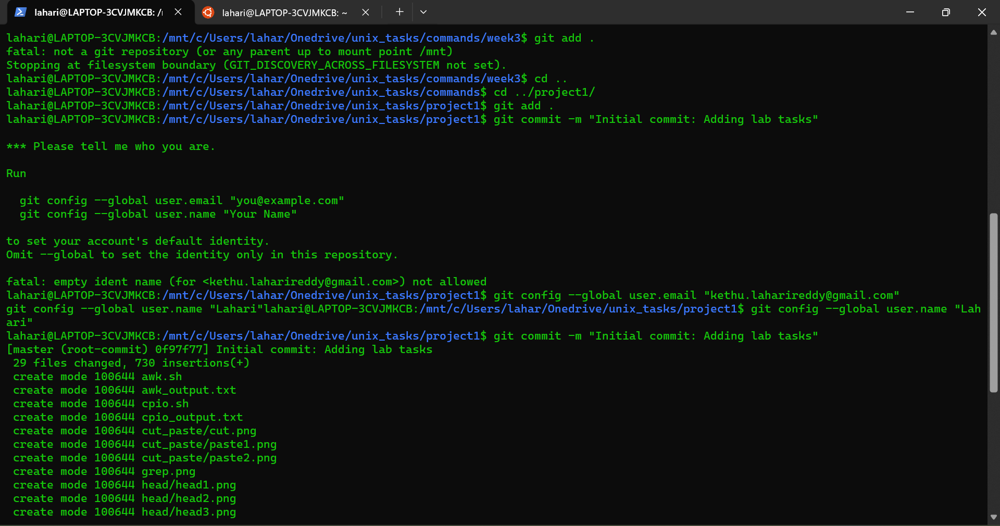 lahari@LAPTOP-3CVJMKCB: /
lahari@LAPTOP-3CVJMKCB: ~
lahari@LAPTOP-3CVJMKCB:/mnt/c/Users/lahar/Onedrive/unix_tasks/commands/week3$ git add .
fatal: not a git repository (or any parent up to mount point /mnt)
Stopping at filesystem boundary (GIT_DISCOVERY_ACROSS_FILESYSTEM not set).
lahari@LAPTOP-3CVJMKCB:/mnt/c/Users/lahar/Onedrive/unix_tasks/commands/week3$ cd ..
lahari@LAPTOP-3CVJMKCB:/mnt/c/Users/lahar/Onedrive/unix_tasks/commands$ cd ../project1/
lahari@LAPTOP-3CVJMKCB:/mnt/c/Users/lahar/Onedrive/unix_tasks/project1$ git add .
lahari@LAPTOP-3CVJMKCB:/mnt/c/Users/lahar/Onedrive/unix_tasks/project1$ git commit -m "Initial commit: Adding lab tasks"
*** Please tell me who you are.
Run
git config --global user.email "you@example.com"
git config --global user.name "Your Name"
to set your account's default identity.
Omit --global to set the identity only in this repository.
fatal: empty ident name (for <kethu.laharireddy@gmail.com>) not allowed
lahari@LAPTOP-3CVJMKCB:/mnt/c/Users/lahar/Onedrive/unix_tasks/project1$ git config --global user.email "kethu.laharireddy@gmail.com"
git config --global user.name "Lahari"lahari@LAPTOP-3CVJMKCB:/mnt/c/Users/lahar/Onedrive/unix_tasks/project1$ git config --global user.name "Lah
ari"
lahari@LAPTOP-3CVJMKCB:/mnt/c/Users/lahar/Onedrive/unix_tasks/project1$ git commit -m "Initial commit: Adding lab tasks"
[master (root-commit) 0f97f77] Initial commit: Adding lab tasks
29 files changed, 730 insertions(+)
create mode 100644 awk.sh
create mode 100644 awk_output.txt
create mode 100644 cpio.sh
create mode 100644 cpio_output.txt
create mode 100644 cut_paste/cut.png
create mode 100644 cut_paste/paste1.png
create mode 100644 cut_paste/paste2.png
create mode 100644 grep.png
create mode 100644 head/head1.png
create mode 100644 head/head2.png
create mode 100644 head/head3.png